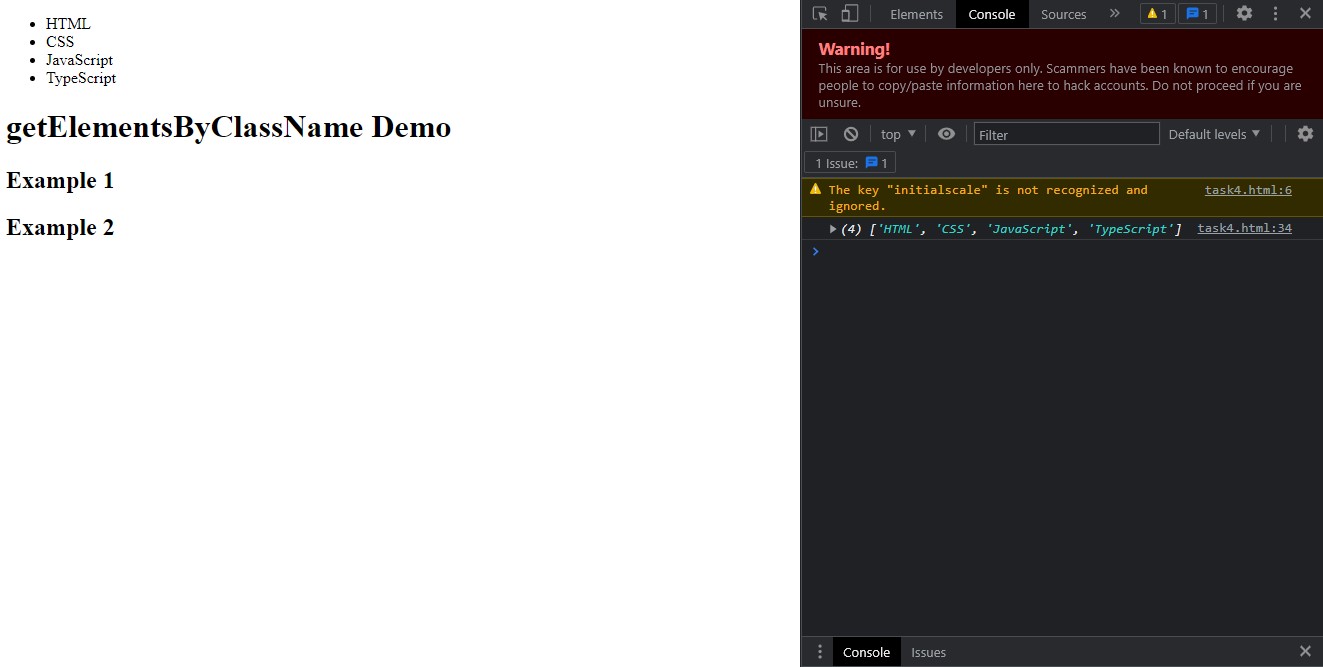 HTML
CSS
JavaScript
TypeScript
getElementsByClassName Demo
Example 1
Example 2
Elements Console Sources 1 1
Warning!
This area is for use by developers only. Scammers have been known to encourage
people to copy/paste information here to hack accounts. Do not proceed if you are
unsure.
top Filter Default levels
1 Issue: 1
The key "initialscale" is not recognized and task4.html:6
ignored.
(4) ['HTML', 'CSS', 'JavaScript', 'TypeScript'] task4.html:34
Console Issues